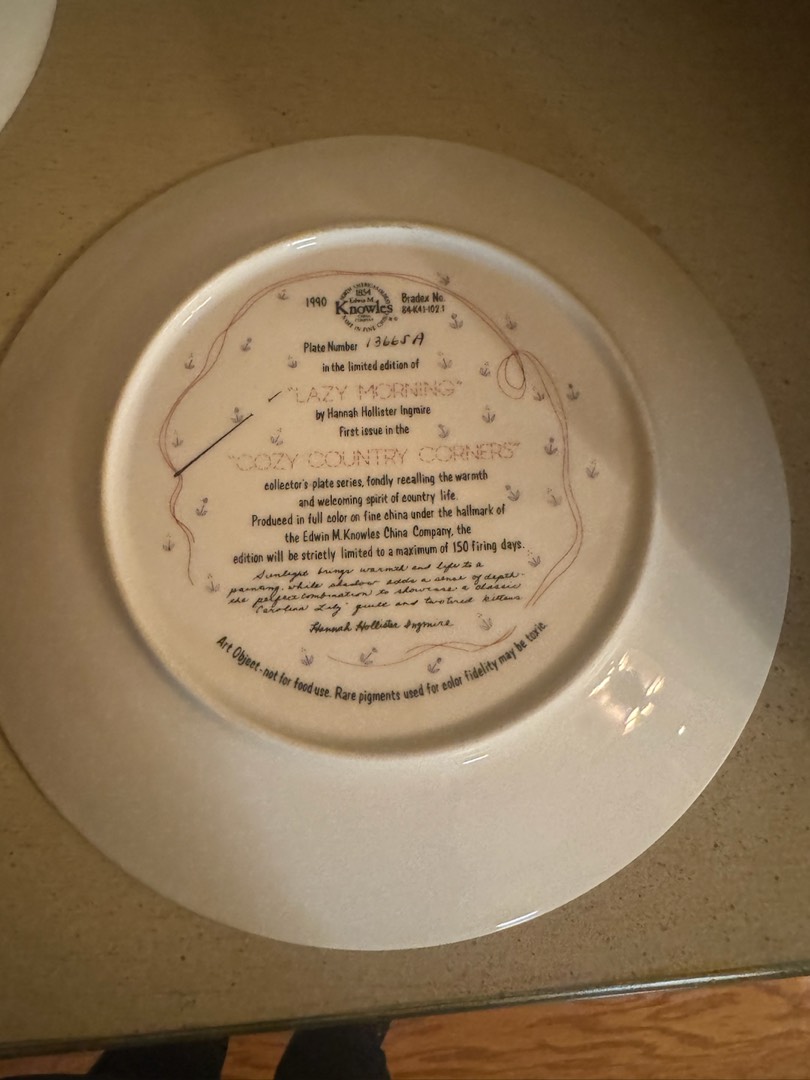 1990
1854
Edwin M.
Knowles
Bradex No.
84-K41-102.1
Plate Number 13665A
in the limited edition of
"LAZY MORNING"
by Hannah Hollister Ingmire
First issue in the
"COZY COUNTRY CORNERS"
collector's plate series, fondly recalling the warmth
and welcoming spirit of country life.
Produced in full color on fine china under the hallmark of
the Edwin M. Knowles China Company, the
edition will be strictly limited to a maximum of 150 firing days.
Sunlight brings warmth and life to a
painting, while shadow adds a sense of depth-
the perfect combination to showcase a classic
'Carolina Lily' quilt and two tired kittens
Hannah Hollister Ingmire
Art Object-not for food use. Rare pigments used for color fidelity may be toxic.